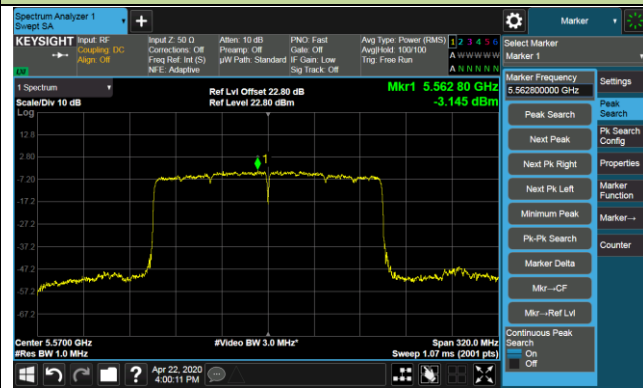 Spectrum Analyzer 1
Swept SA
Marker
KEYSIGHT
Input: RF
Coupling: DC
Align: Off
Input Z: 50 Ω
Corrections: Off
Freq Ref: Int (S)
NFE: Adaptive
Atten: 10 dB
Preamp: Off
µW Path: Standard
PNO: Fast
Gate: Off
IF Gain: Low
Sig Track: Off
Avg Type: Power (RMS)
Avg|Hold: 100/100
Trig: Free Run
1 2 3 4 5 6
A W W W W W
A N N N N N
Select Marker
Marker 1
1 Spectrum
Scale/Div 10 dB
Log
Ref Lvl Offset 22.80 dB
Ref Level 22.80 dBm
Mkr1 5.562 80 GHz
-3.145 dBm
12.8
2.80
-7.20
-17.2
-27.2
-37.2
-47.2
-57.2
-67.2
1
Center 5.5700 GHz
#Res BW 1.0 MHz
#Video BW 3.0 MHz*
Span 320.0 MHz
Sweep 1.07 ms (2001 pts)
Marker Frequency
5.562800000 GHz
Peak Search
Next Peak
Next Pk Right
Next Pk Left
Minimum Peak
Pk-Pk Search
Marker Delta
Mkr→CF
Mkr→Ref Lvl
Continuous Peak
Search
On
Off
Settings
Peak
Search
Pk Search
Config
Properties
Marker
Function
Marker→
Counter
Apr 22, 2020
4:00:11 PM